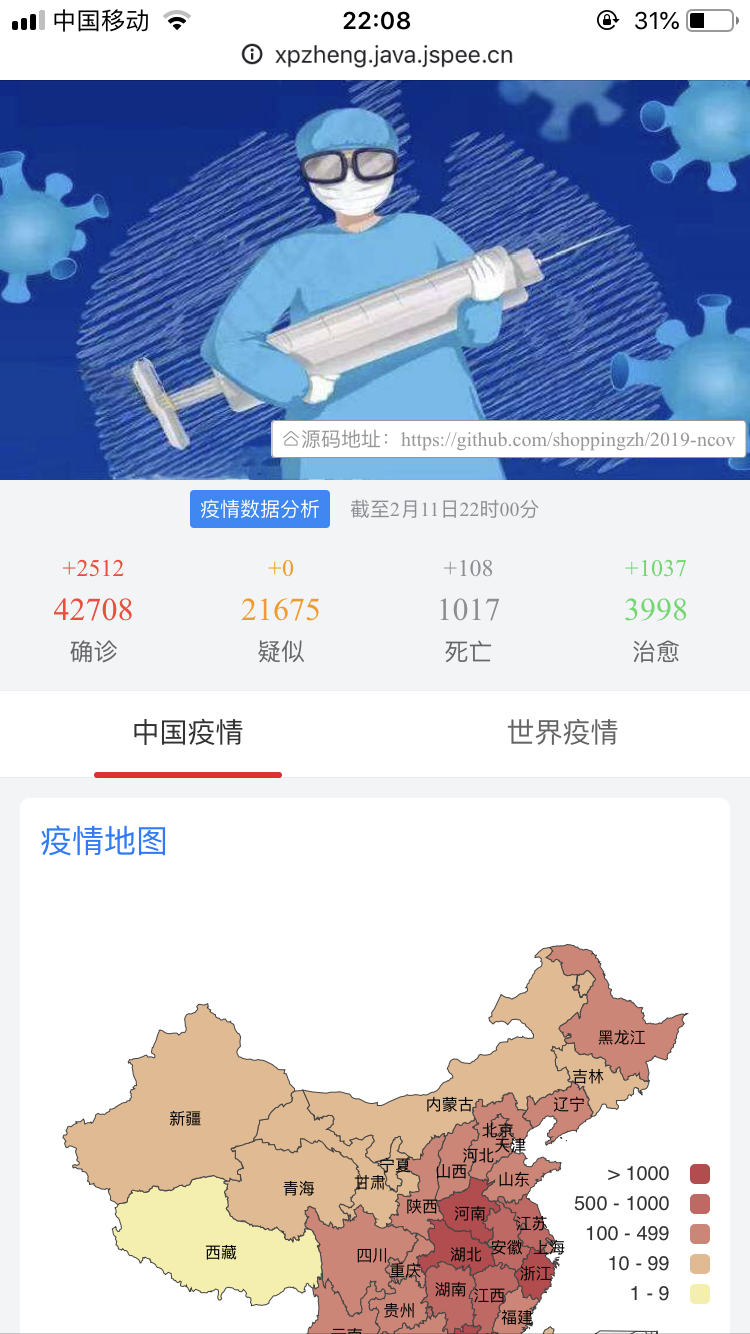 中国移动 22:08 31%
xpzheng.java.jspee.cn
源码地址：https://github.com/shoppingzh/2019-ncov
疫情数据分析 截至2月11日22时00分
+2512 +0 +108 +1037
42708 21675 1017 3998
确诊 疑似 死亡 治愈
中国疫情 世界疫情
疫情地图
黑龙江
吉林
内蒙古 辽宁
新疆
北京
天津
河北
宁夏
山西
甘肃
山东
青海
> 1000
陕西
500 - 1000
河南
江苏
100 - 499
西藏
四川
湖北
安徽
上海
10 - 99
重庆
浙江
湖南
江西
1 - 9
贵州
福建
云南